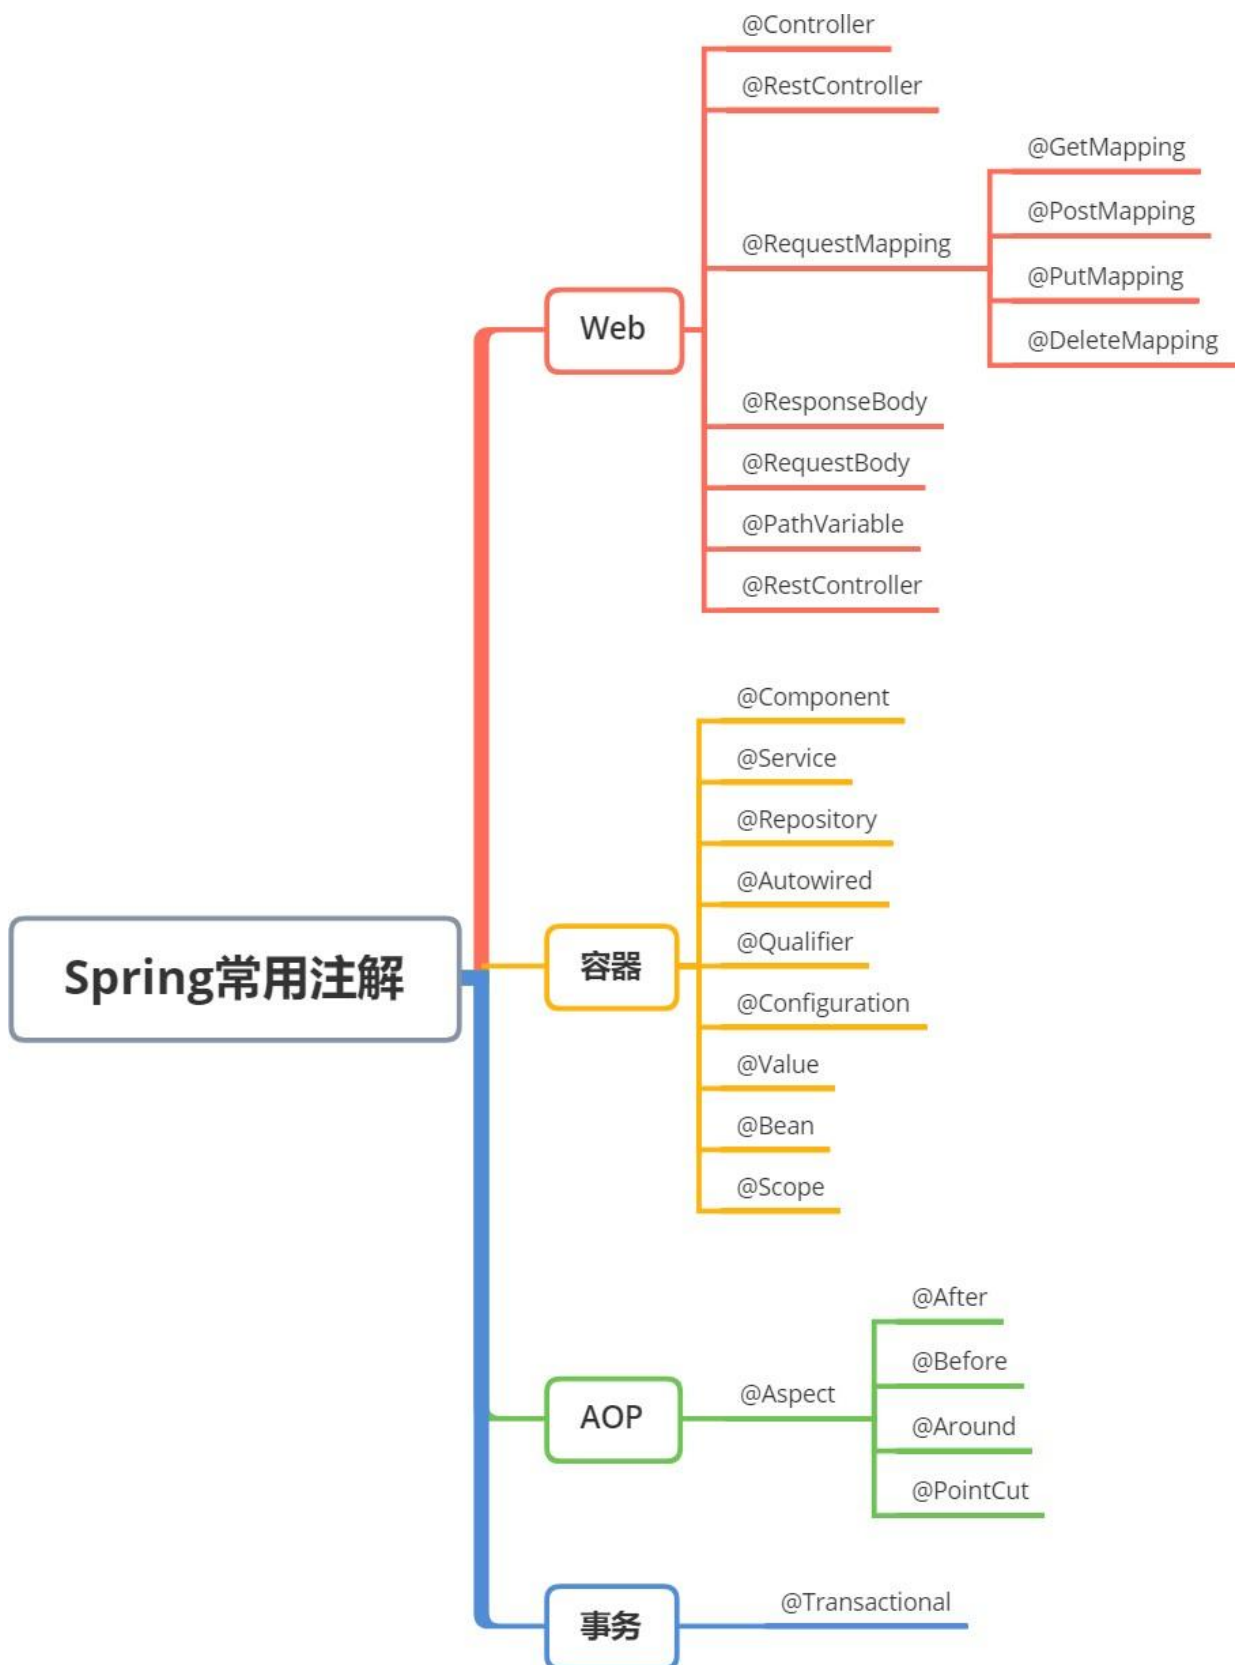 Spring常用注解
Web
@Controller
@RestController
@RequestMapping
@GetMapping
@PostMapping
@PutMapping
@DeleteMapping
@ResponseBody
@RequestBody
@PathVariable
@RestController
容器
@Component
@Service
@Repository
@Autowired
@Qualifier
@Configuration
@Value
@Bean
@Scope
AOP
@Aspect
@After
@Before
@Around
@PointCut
事务
@Transactional